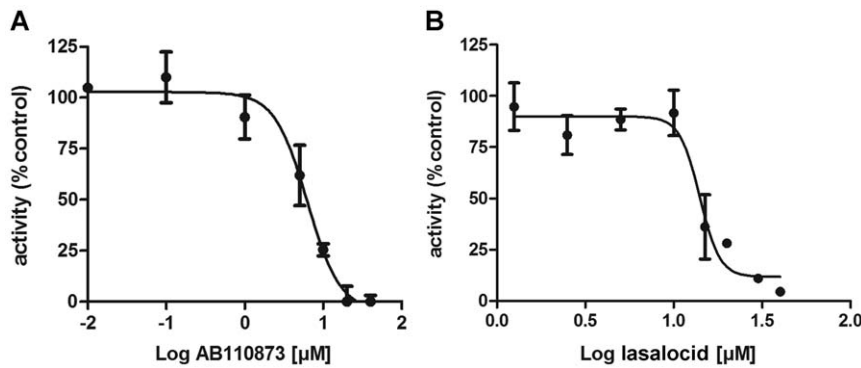 A
125
100
75
50
25
0
activity (% control)
-2 -1 0 1 2
Log AB110873 [µM]
B
125
100
75
50
25
0
activity (% control)
0.0 0.5 1.0 1.5 2.0
Log lasalocid [µM]